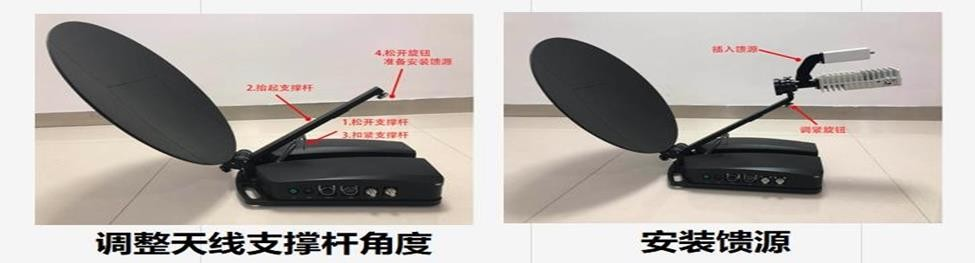 4.松开旋钮
准备安装馈源
2.抬起支撑杆
1.松开支撑杆
3.扣紧支撑杆
调整天线支撑杆角度
插入馈源
调紧旋钮
安装馈源